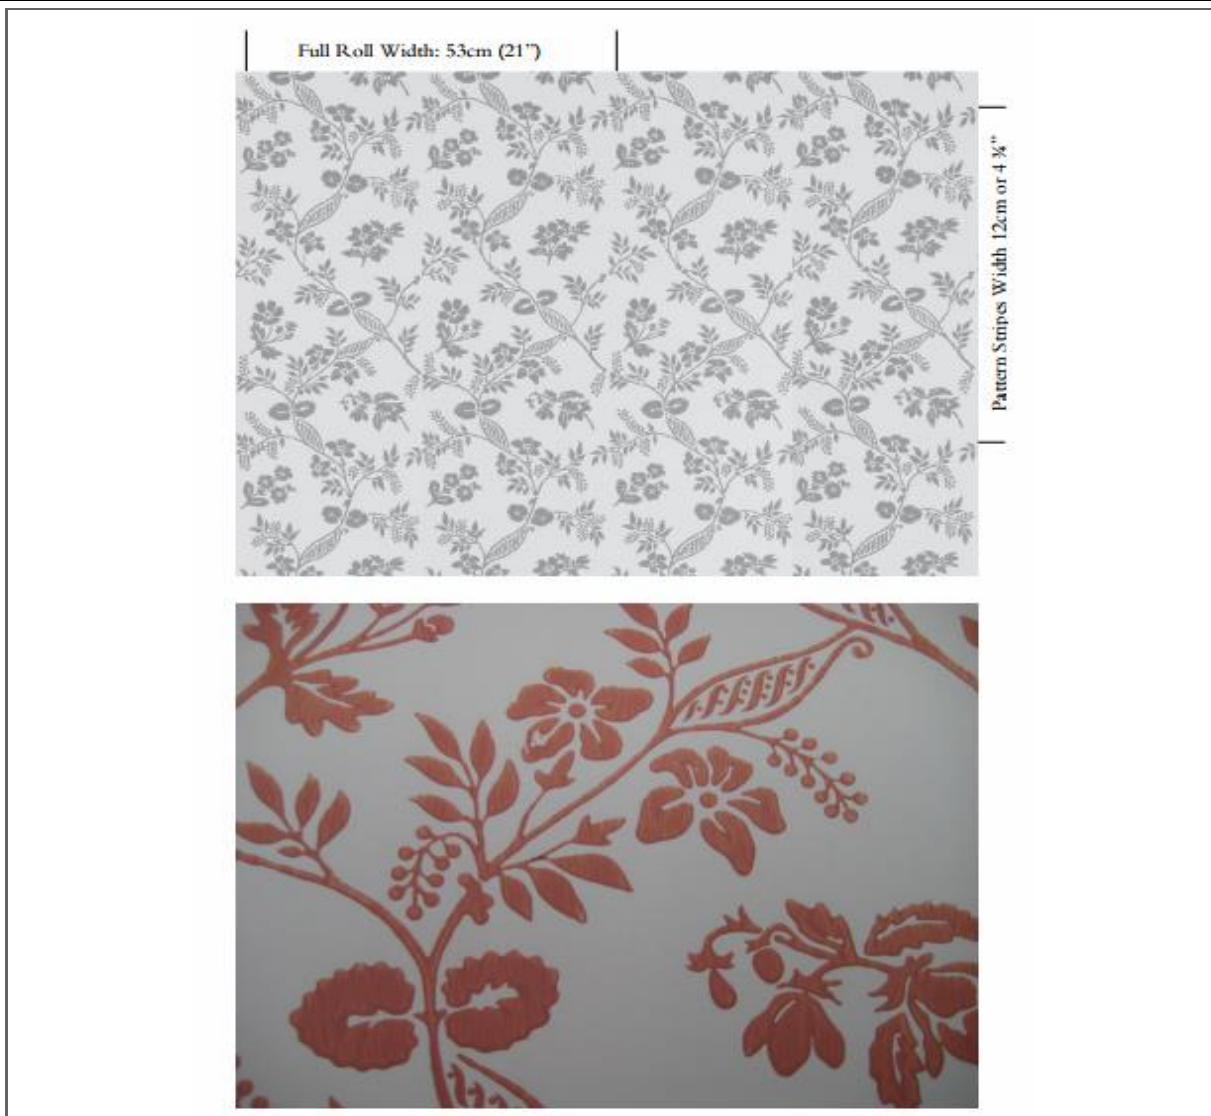 Full Roll Width: 53cm (21”)
Pattern Stripes Width 12cm or 4 ¾"